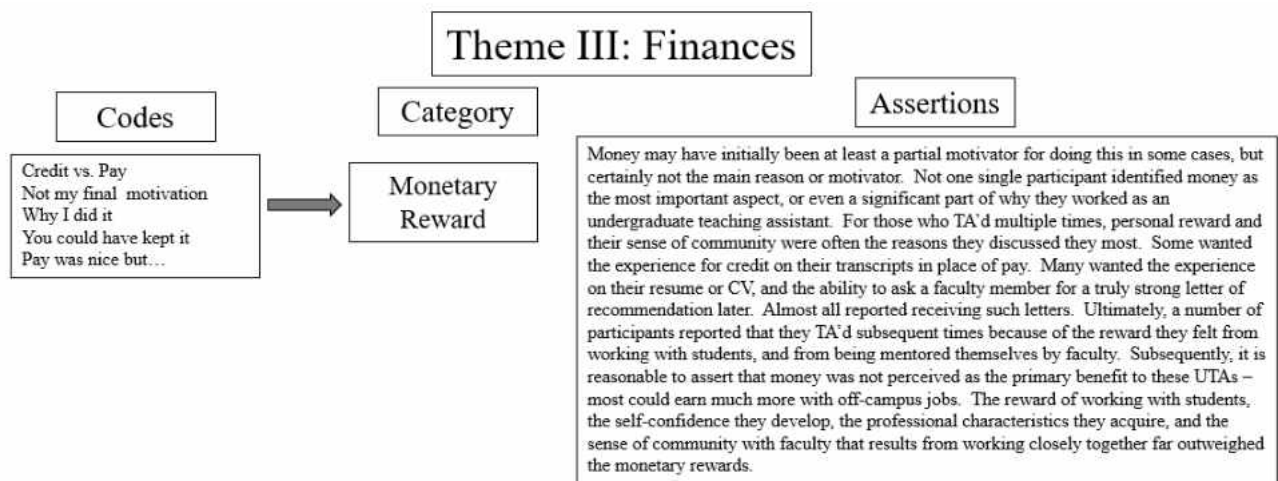 Theme III: Finances
Codes
Credit vs. Pay
Not my final motivation
Why I did it
You could have kept it
Pay was nice but…
Category
Monetary
Reward
Assertions
Money may have initially been at least a partial motivator for doing this in some cases, but
certainly not the main reason or motivator. Not one single participant identified money as
the most important aspect, or even a significant part of why they worked as an
undergraduate teaching assistant. For those who TA'd multiple times, personal reward and
their sense of community were often the reasons they discussed they most. Some wanted
the experience for credit on their transcripts in place of pay. Many wanted the experience
on their resume or CV, and the ability to ask a faculty member for a truly strong letter of
recommendation later. Almost all reported receiving such letters. Ultimately, a number of
participants reported that they TA'd subsequent times because of the reward they felt from
working with students, and from being mentored themselves by faculty. Subsequently, it is
reasonable to assert that money was not perceived as the primary benefit to these UTAs –
most could earn much more with off-campus jobs. The reward of working with students,
the self-confidence they develop, the professional characteristics they acquire, and the
sense of community with faculty that results from working closely together far outweighed
the monetary rewards.